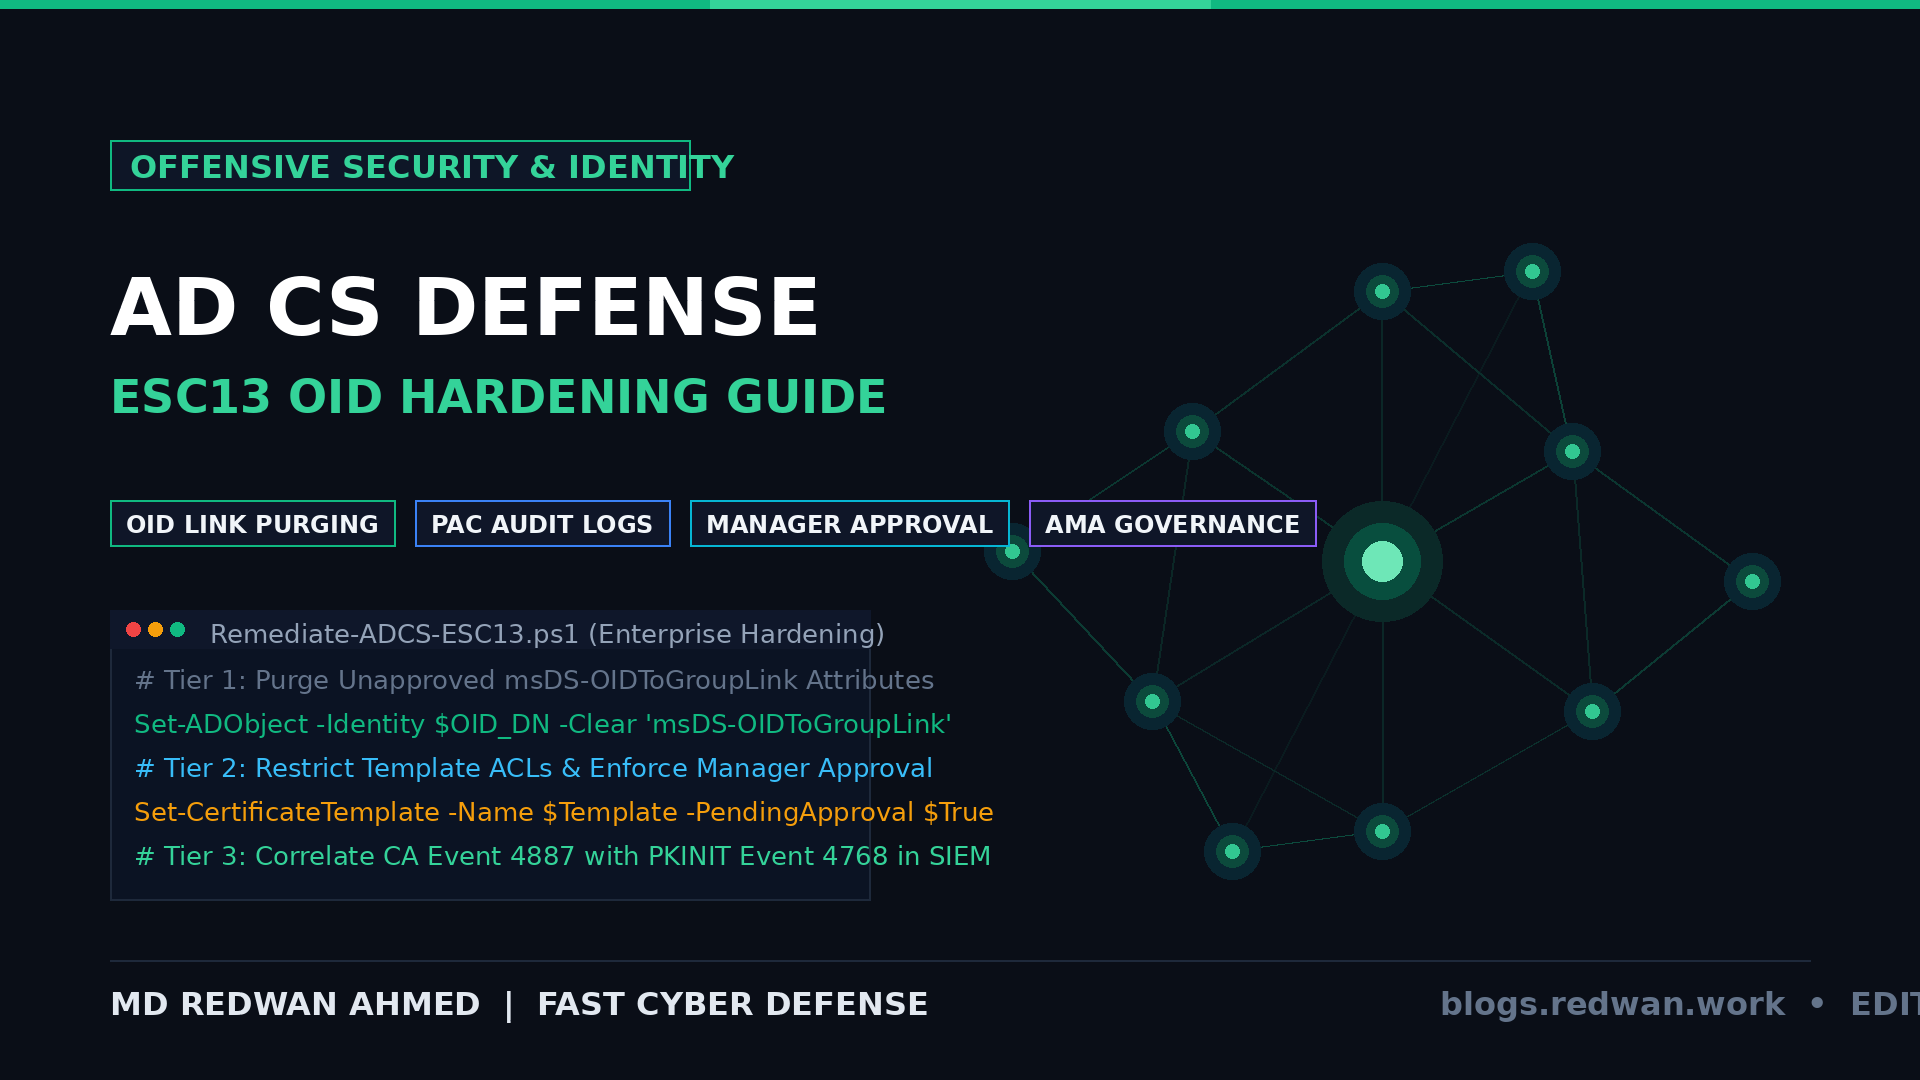 OFFENSIVE SECURITY & IDENTITY
AD CS DEFENSE
ESC13 OID HARDENING GUIDE
OID LINK PURGING
PAC AUDIT LOGS
MANAGER APPROVAL
AMA GOVERNANCE
Remediate-ADCS-ESC13.ps1 (Enterprise Hardening)
# Tier 1: Purge Unapproved msDS-OIDToGroupLink Attributes
Set-ADObject -Identity $OID_DN -Clear 'msDS-OIDToGroupLink'
# Tier 2: Restrict Template ACLs & Enforce Manager Approval
Set-CertificateTemplate -Name $Template -PendingApproval $True
# Tier 3: Correlate CA Event 4887 with PKINIT Event 4768 in SIEM
MD REDWAN AHMED | FAST CYBER DEFENSE
blogs.redwan.work •